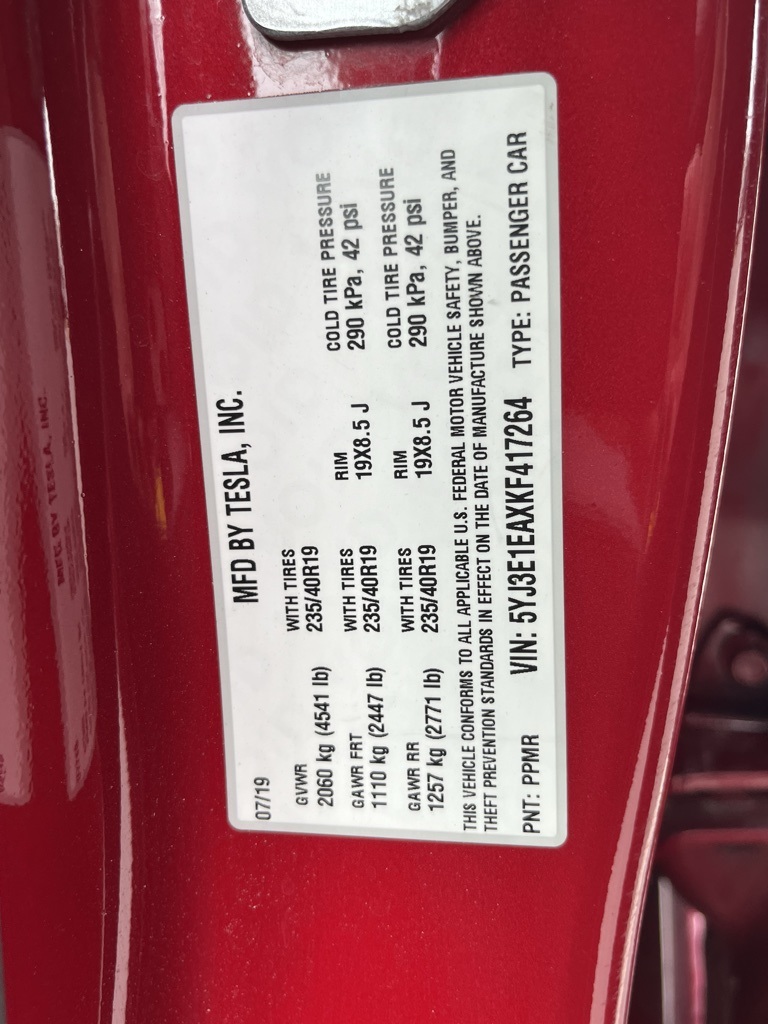 MFD BY TESLA, INC.
07/19
GVWR WITH TIRES
2060 kg (4541 lb) 235/40R19
GAWR FRT WITH TIRES RIM COLD TIRE PRESSURE
1110 kg (2447 lb) 235/40R19 19X8.5 J 290 kPa, 42 psi
GAWR RR WITH TIRES RIM COLD TIRE PRESSURE
1257 kg (2771 lb) 235/40R19 19X8.5 J 290 kPa, 42 psi
THIS VEHICLE CONFORMS TO ALL APPLICABLE U.S. FEDERAL MOTOR VEHICLE SAFETY, BUMPER, AND
THEFT PREVENTION STANDARDS IN EFFECT ON THE DATE OF MANUFACTURE SHOWN ABOVE.
PNT: PPMR VIN: 5YJ3E1EAXKF417264 TYPE: PASSENGER CAR
MFD BY TESLA, INC.